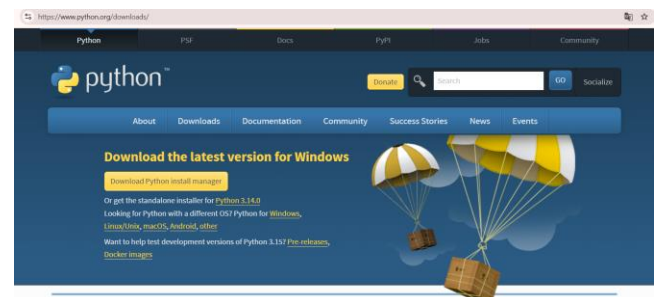 https://www.python.org/downloads/
Python PSF Docs PyPI Jobs Community
python™
Donate Search GO Socialize
About Downloads Documentation Community Success Stories News Events
Download the latest version for Windows
Download Python install manager
Or get the standalone installer for Python 3.14.0
Looking for Python with a different OS? Python for Windows,
Linux/Unix, macOS, Android, other
Want to help test development versions of Python 3.15? Pre-releases,
Docker images